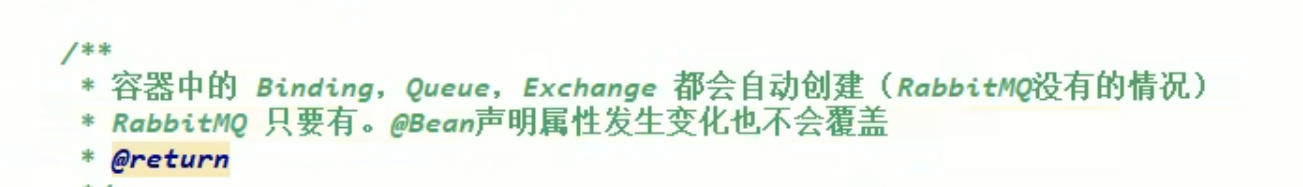 /**
* 容器中的 Binding，Queue，Exchange 都会自动创建（RabbitMQ没有的情况）
* RabbitMQ 只要有。@Bean声明属性发生变化也不会覆盖
* @return